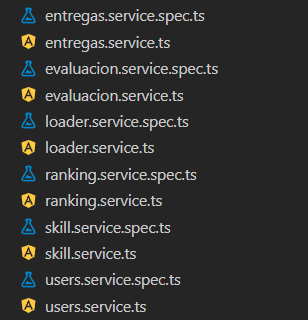 entregas.service.spec.ts
entregas.service.ts
evaluacion.service.spec.ts
evaluacion.service.ts
loader.service.spec.ts
loader.service.ts
ranking.service.spec.ts
ranking.service.ts
skill.service.spec.ts
skill.service.ts
users.service.spec.ts
users.service.ts